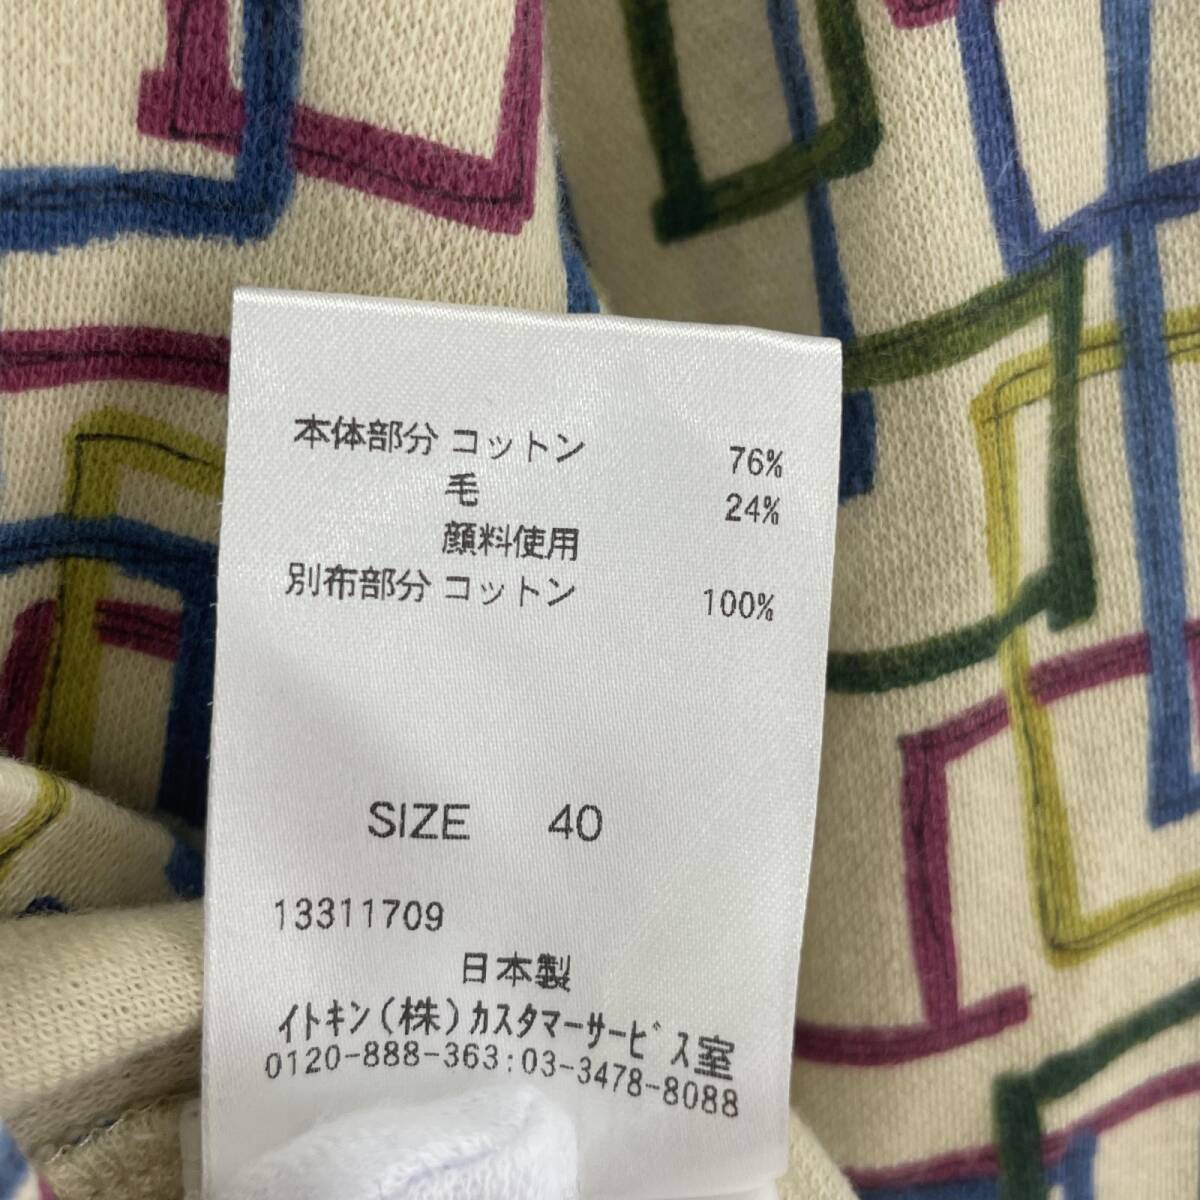 本体部分 コットン 76%
毛 24%
顔料使用
別布部分 コットン 100%
SIZE 40
13311709
日本製
イトキン(株)カスタマーサービス室
0120-888-363:03-3478-8088